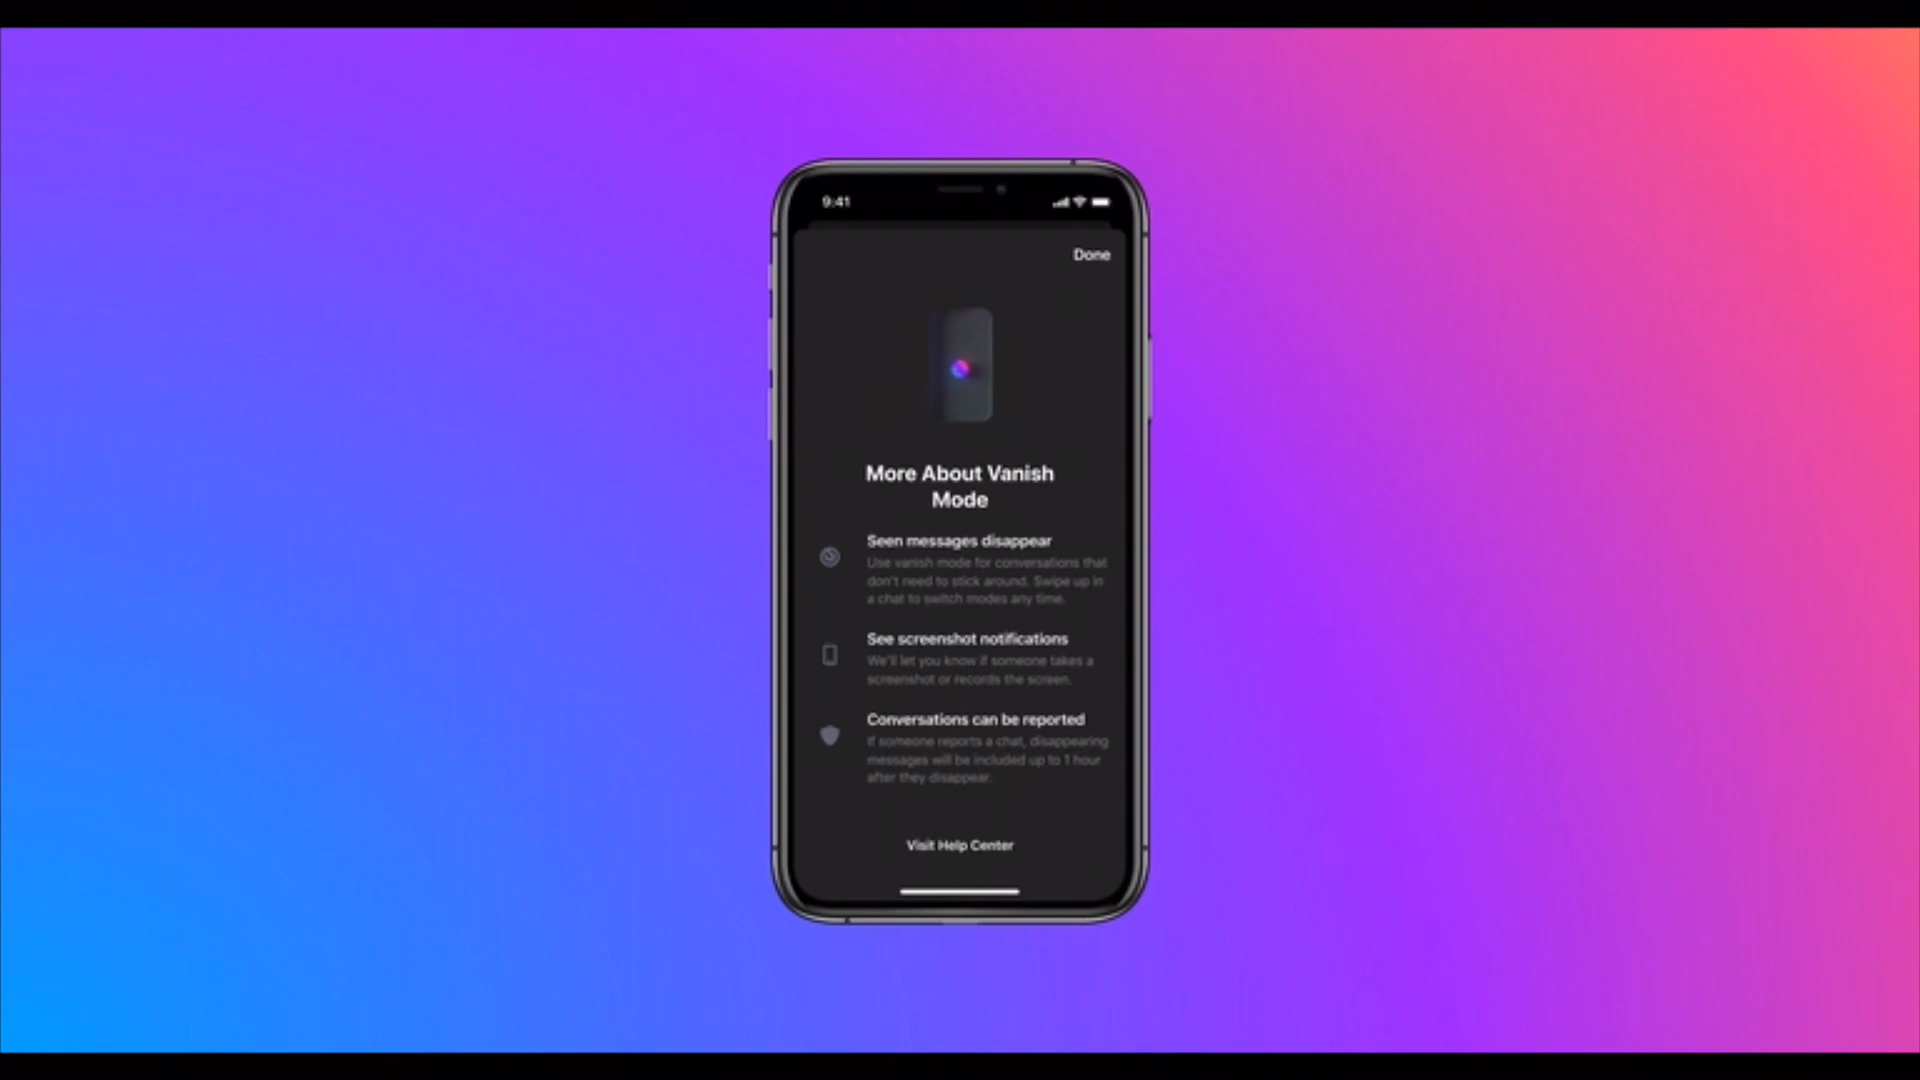 9:41
Done
More About Vanish
Mode
Seen messages disappear
Use vanish mode for conversations that
don't need to stick around. Swipe up in
a chat to switch modes any time.
See screenshot notifications
We'll let you know if someone takes a
screenshot or records the screen.
Conversations can be reported
If someone reports a chat, disappearing
messages will be included up to 1 hour
after they disappear.
Visit Help Center